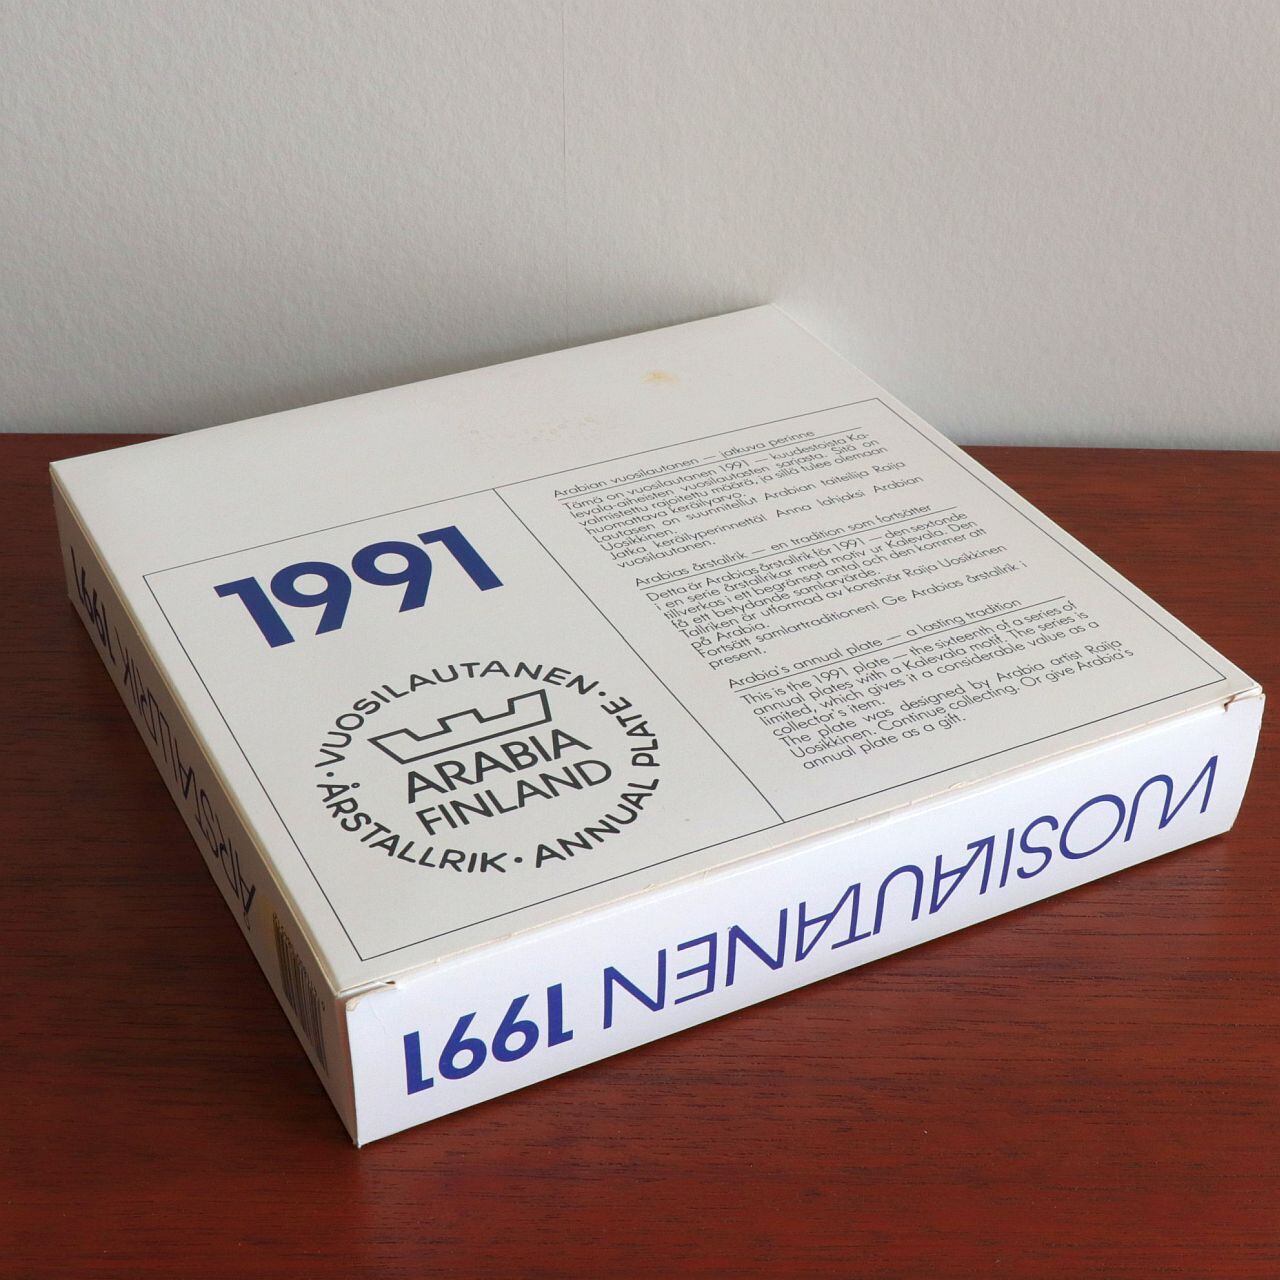 1991
·VUOSILAUTANEN·
ARABIA
FINLAND
ÅRSTALLRIK · ANNUAL PLATE
Arabian vuosilautanen — jatkuva perinne
Tämä on vuosilautanen 1991 — kuudestoista Ka-
levala-aiheisten vuosilautasten sarjasta. Sitä on
valmistettu rajoitettu määrä, ja sillä tulee olemaan
huomattava keräilyarvo.
Lautasen on suunnitellut Arabian taiteilija Raija
Uosikkinen.
Jatka keräilyperinnettä! Anna lahjaksi Arabian
vuosilautanen.
Arabias årstallrik — en tradition som fortsätter
Detta är Arabias årstallrik för 1991 — den sextonde
i en serie årstallrikar med motiv ur Kalevala. Den
tillverkas i ett begränsat antal och den kommer att
få ett betydande samlarvärde.
Tallriken är utformad av konstnär Raija Uosikkinen
på Arabia.
Fortsätt samlartraditionen! Ge Arabias årstallrik i
present.
Arabia's annual plate — a lasting tradition
This is the 1991 plate — the sixteenth of a series of
annual plates with a Kalevala motif. The series is
limited, which gives it a considerable value as a
collector's item.
The plate was designed by Arabia artist Raija
Uosikkinen. Continue collecting. Or give Arabia's
annual plate as a gift.
VUOSILAUTANEN 1991
ÅRSTALLRIK 1991